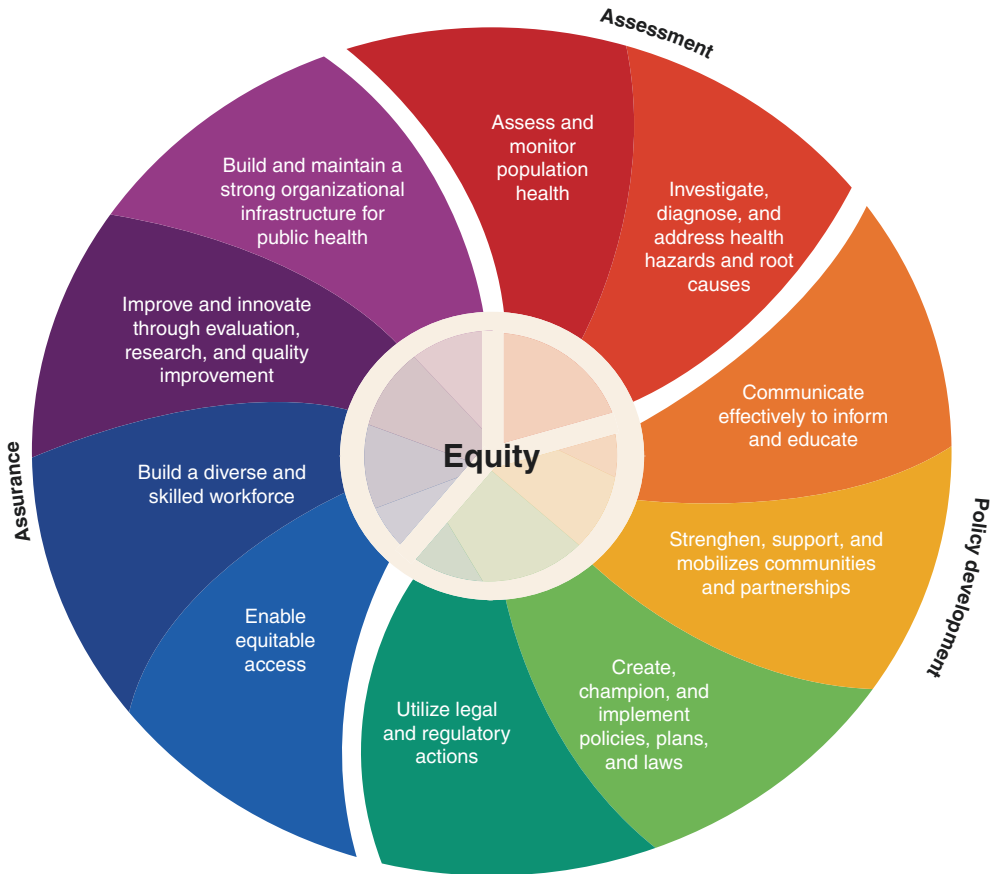 Assessment
Assess and
monitor
population
health
Investigate,
diagnose, and
address health
hazards and root
causes
Policy development
Communicate
effectively to inform
and educate
Strenghen, support, and
mobilizes communities
and partnerships
Create,
champion, and
implement
policies, plans,
and laws
Utilize legal
and regulatory
actions
Assurance
Enable
equitable
access
Build a diverse and
skilled workforce
Improve and innovate
through evaluation,
research, and quality
improvement
Build and maintain a
strong organizational
infrastructure for
public health
Equity